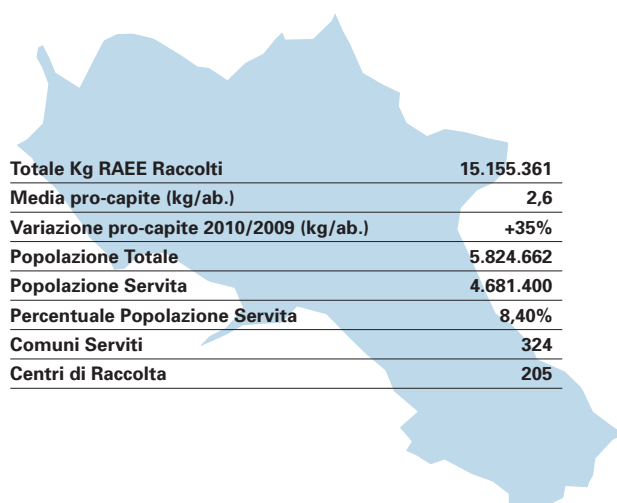 Totale Kg RAEE Raccolti 15.155.361
Media pro-capite (kg/ab.) 2,6
Variazione pro-capite 2010/2009 (kg/ab.) +35%
Popolazione Totale 5.824.662
Popolazione Servita 4.681.400
Percentuale Popolazione Servita 8,40%
Comuni Serviti 324
Centri di Raccolta 205